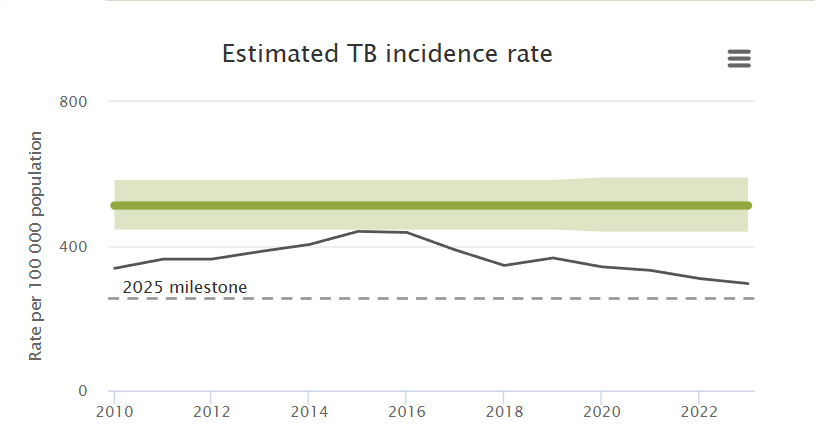 Estimated TB incidence rate
Rate per 100 000 population
800
400
0
2025 milestone
2010 2012 2014 2016 2018 2020 2022